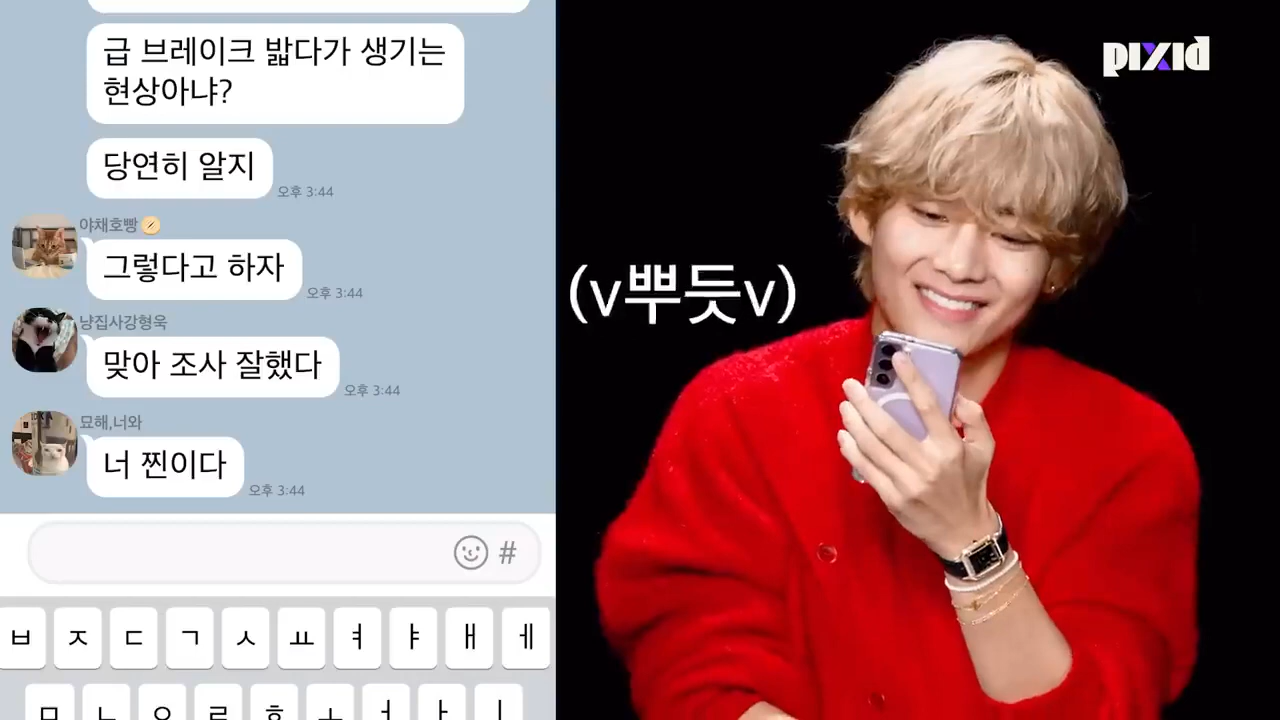 급 브레이크 밟다가 생기는
현상아냐?
당연히 알지
오후 3:44
야채호빵
그렇다고 하자
오후 3:44
냥집사강형욱
맞아 조사 잘했다
오후 3:44
묘해,너와
너 찐이다
오후 3:44
#
ㅂ ㅈ ㄷ ㄱ ㅅ ㅛ ㅕ ㅑ ㅐ ㅔ
ㅁ ㄴ ㅇ ㄹ ㅎ ㅗ ㅓ ㅏ ㅣ
(v뿌듯v)
pixid